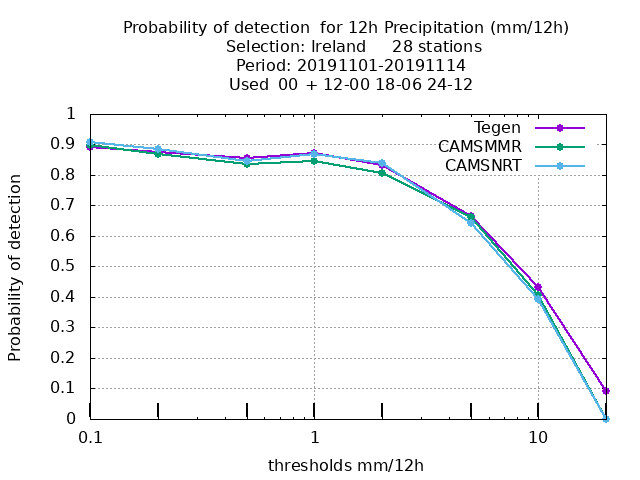 Probability of detection  for 12h Precipitation (mm/12h)
Selection: Ireland     28 stations
Period: 20191101-20191114
Used  00  + 12-00 18-06 24-12
Tegen
CAMSMMR
CAMSNRT
Probability of detection
1
0.9
0.8
0.7
0.6
0.5
0.4
0.3
0.2
0.1
0
0.1
1
10
thresholds mm/12h